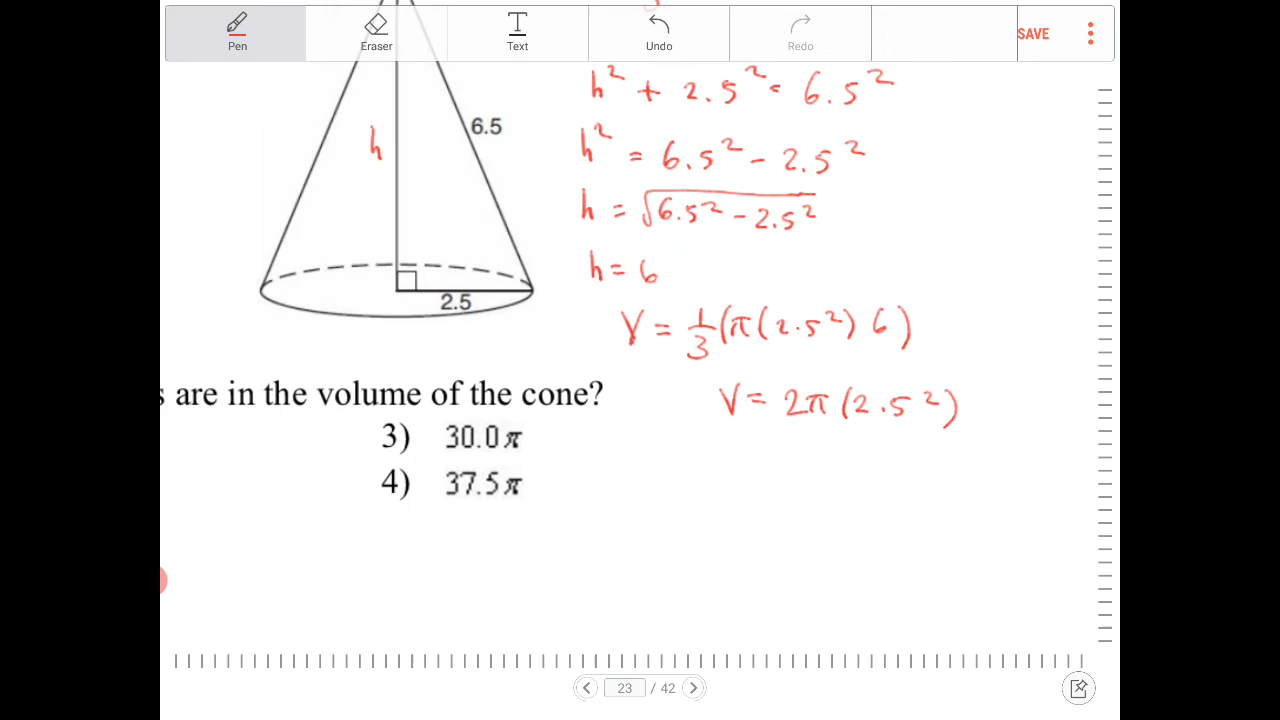 Pen Eraser Text Undo Redo SAVE
h² + 2.5² = 6.5²
6.5
h
h² = 6.5² - 2.5²
h = √6.5² - 2.5²
h = 6
2.5
V = 1/3 (π(2.5²) 6)
s are in the volume of the cone?
V = 2π (2.5²)
3) 30.0π
4) 37.5π
23 / 42